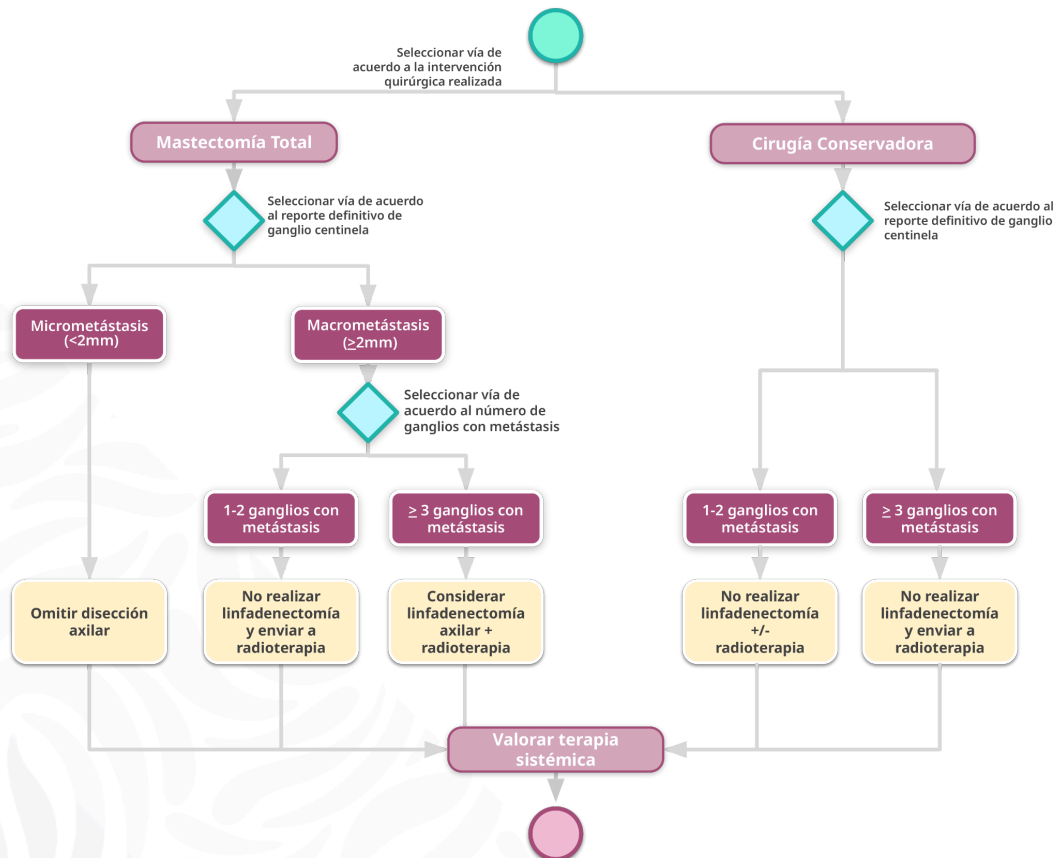 Seleccionar vía de
acuerdo a la intervención
quirúrgica realizada
Mastectomía Total
Cirugía Conservadora
Seleccionar vía de acuerdo
al reporte definitivo de
ganglio centinela
Seleccionar vía de acuerdo al
reporte definitivo de ganglio
centinela
Micrometástasis
(<2mm)
Macrometástasis
(≥2mm)
Seleccionar vía de
acuerdo al número de
ganglios con metástasis
1-2 ganglios con
metástasis
≥ 3 ganglios con
metástasis
1-2 ganglios con
metástasis
≥ 3 ganglios con
metástasis
Omitir disección
axilar
No realizar
linfadenectomía
y enviar a
radioterapia
Considerar
linfadenectomía
axilar +
radioterapia
No realizar
linfadenectomía
+/-
radioterapia
No realizar
linfadenectomía
y enviar a
radioterapia
Valorar terapia
sistémica